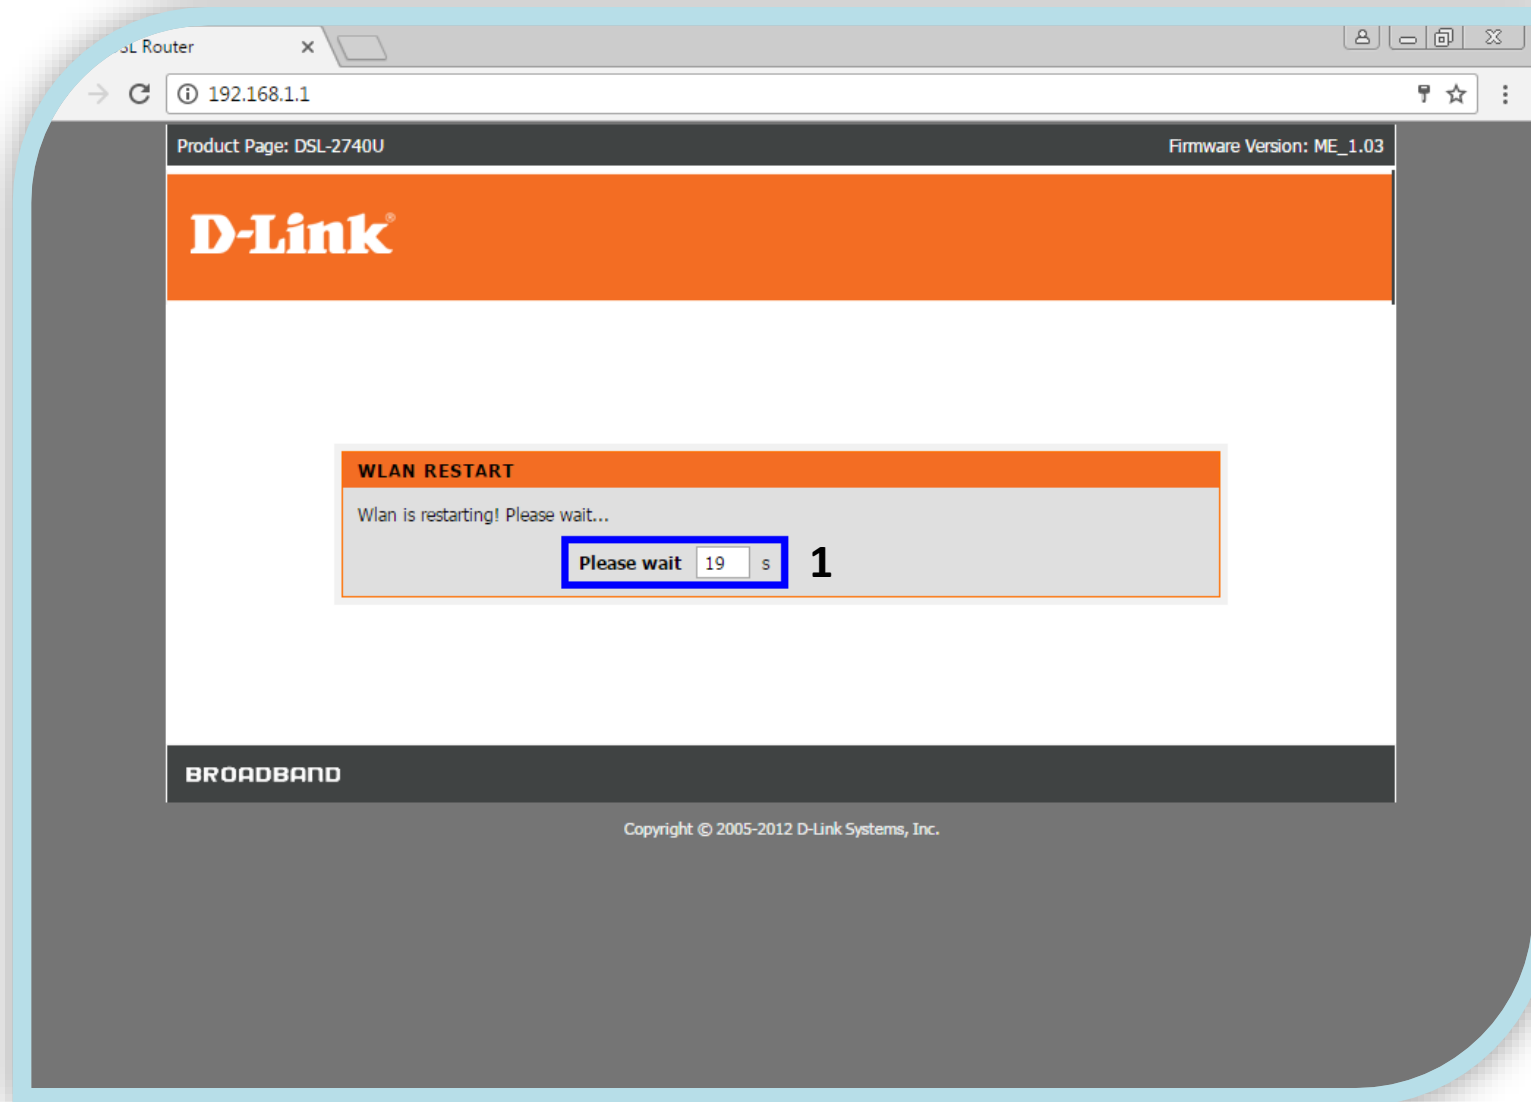 SL Router
192.168.1.1
Product Page: DSL-2740U Firmware Version: ME_1.03
D-Link®
WLAN RESTART
Wlan is restarting! Please wait...
Please wait 19 s 1
BROADBAND
Copyright © 2005-2012 D-Link Systems, Inc.